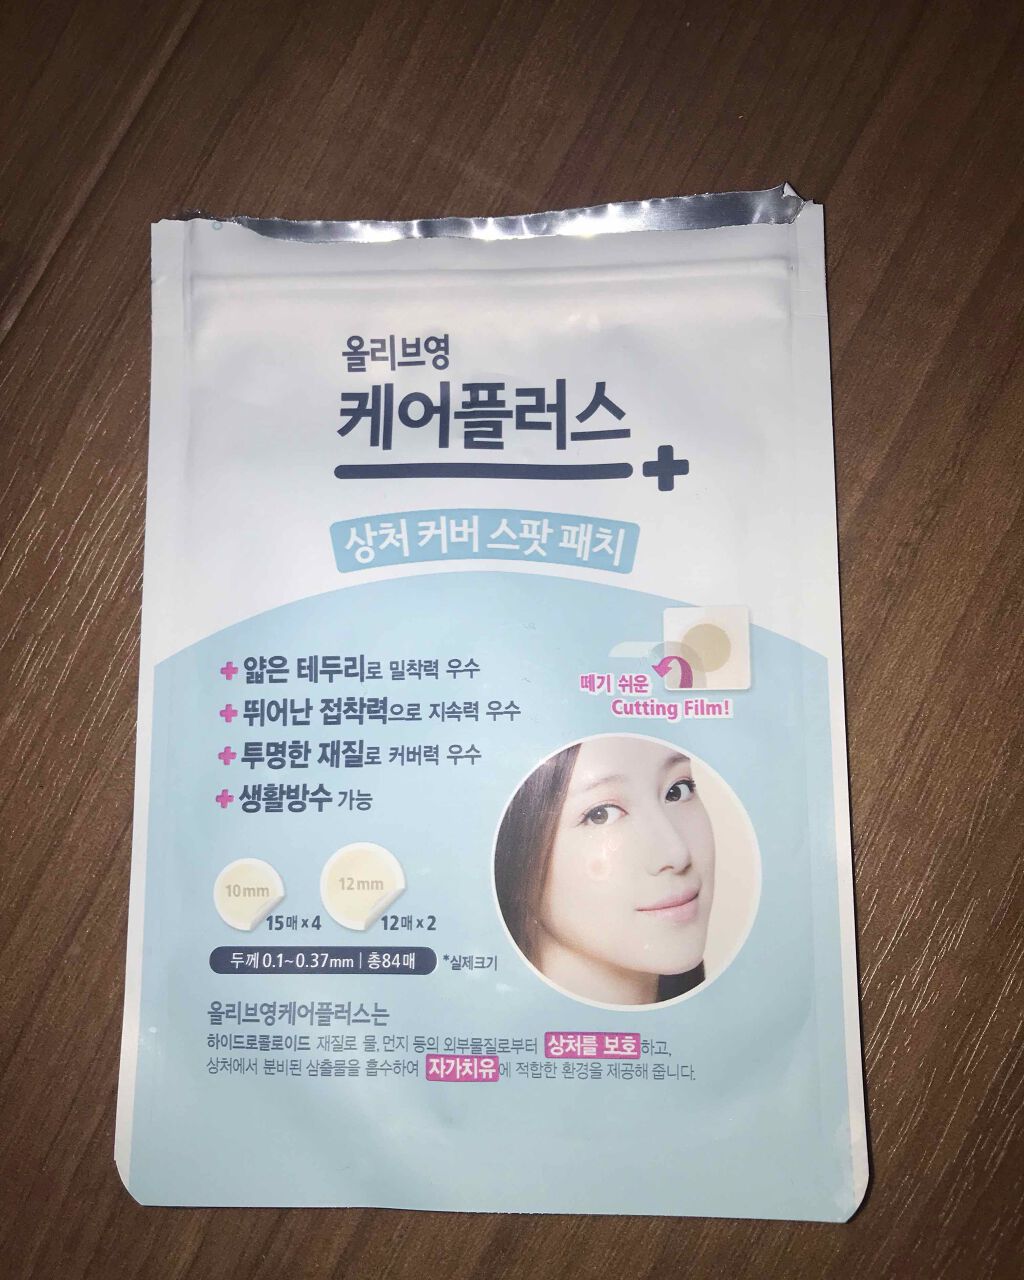 올리브영
케어플러스
상처 커버 스팟 패치
+ 얇은 테두리로 밀착력 우수
+ 뛰어난 접착력으로 지속력 우수
+ 투명한 재질로 커버력 우수
+ 생활방수 가능
떼기 쉬운
Cutting Film!
10mm
15매 x 4
12mm
12매 x 2
두께 0.1~0.37mm | 총84매
*실제크기
올리브영케어플러스는
하이드로콜로이드 재질로 물, 먼지 등의 외부물질로부터 상처를 보호하고,
상처에서 분비된 삼출물을 흡수하여 자가치유에 적합한 환경을 제공해 줍니다.